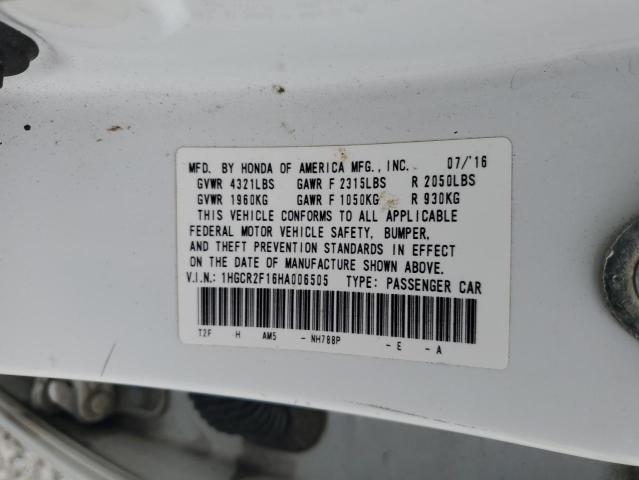 MFD. BY HONDA OF AMERICA MFG., INC. 07/'16
GVWR 4321LBS GAWR F 2315LBS R 2050LBS
GVWR 1960KG GAWR F 1050KG R 930KG
THIS VEHICLE CONFORMS TO ALL APPLICABLE
FEDERAL MOTOR VEHICLE SAFETY, BUMPER,
AND THEFT PREVENTION STANDARDS IN EFFECT
ON THE DATE OF MANUFACTURE SHOWN ABOVE.
V.I.N.: 1HGCR2F16HA006505 TYPE: PASSENGER CAR
T2F H AM5 - NH788P - E - A